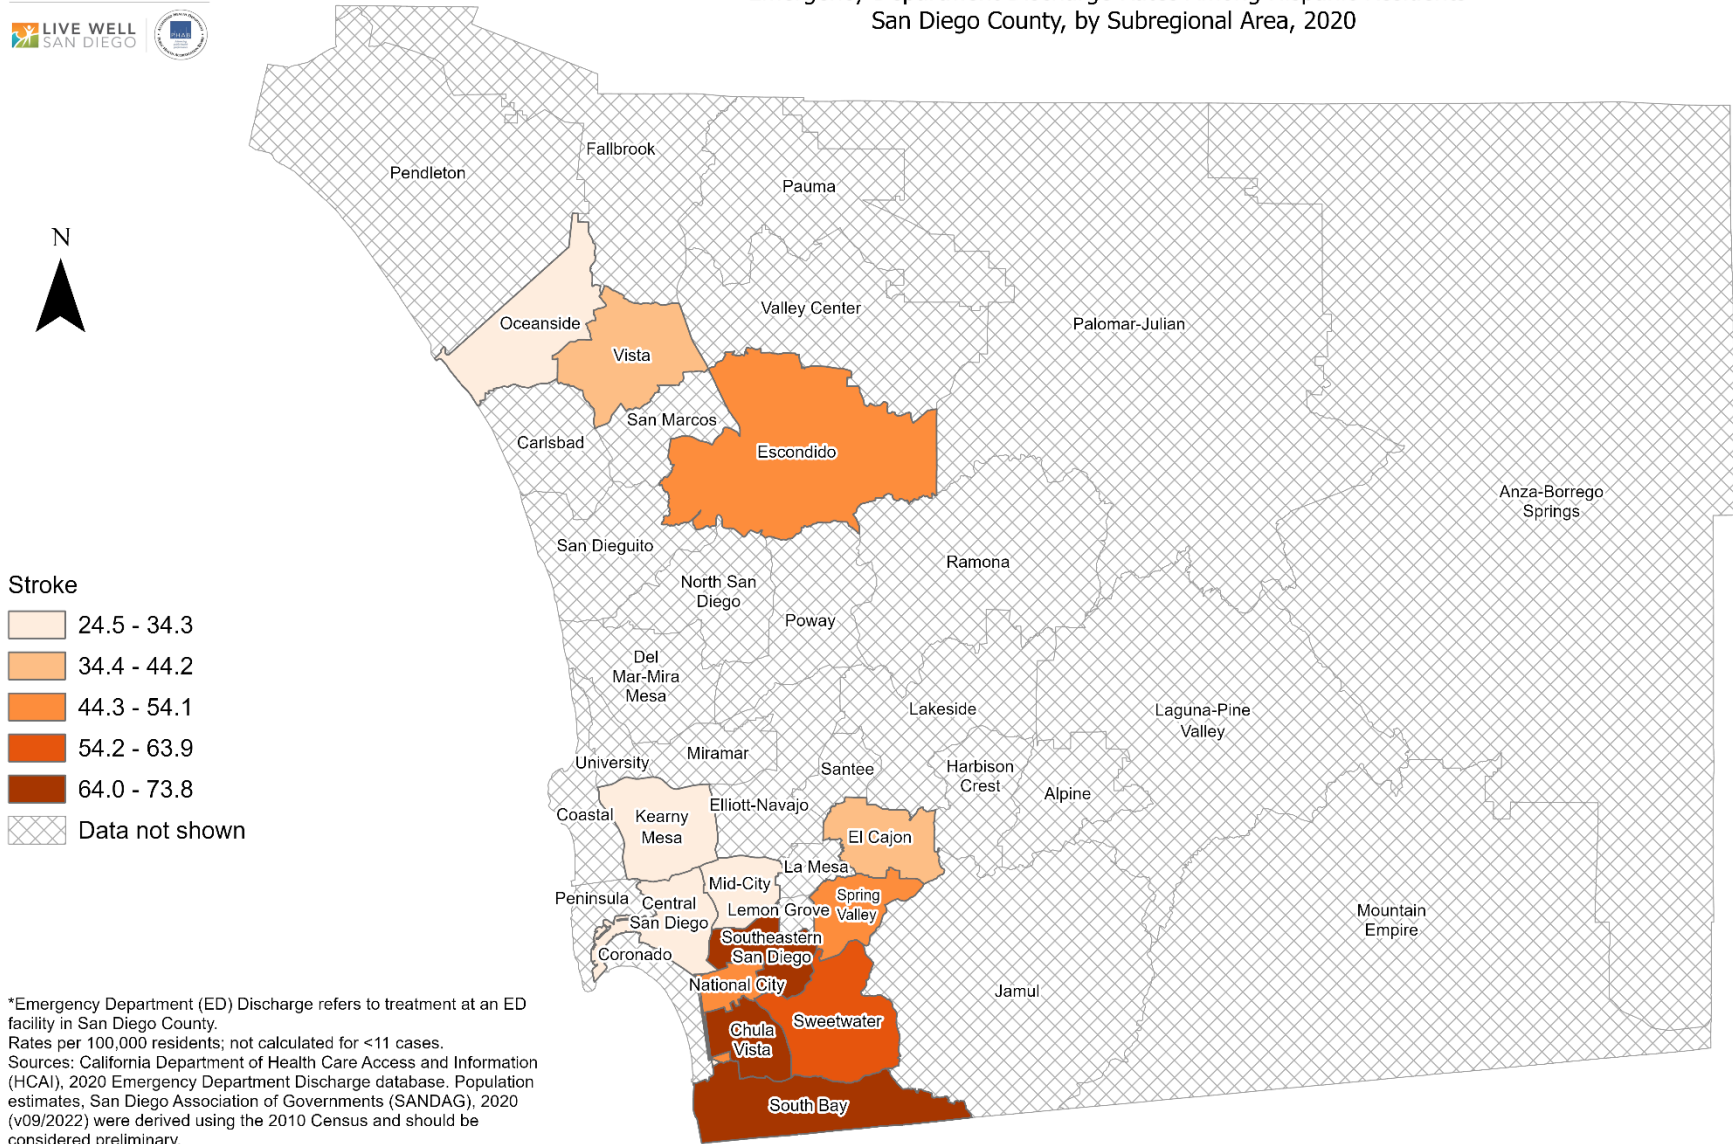 LIVE WELL
SAN DIEGO
PHAB
San Diego County, by Subregional Area, 2020
N
Pendleton
Fallbrook
Pauma
Oceanside
Vista
Valley Center
Palomar-Julian
San Marcos
Carlsbad
Escondido
Anza-Borrego
Springs
San Dieguito
North San
Diego
Ramona
Poway
Del
Mar-Mira
Mesa
Lakeside
Laguna-Pine
Valley
Miramar
University
Santee
Harbison
Crest
Alpine
Coastal
Kearny
Mesa
Elliott-Navajo
El Cajon
La Mesa
Mid-City
Peninsula
Central
San Diego
Lemon Grove
Spring
Valley
Mountain
Empire
Southeastern
San Diego
Coronado
National City
Jamul
Chula
Vista
Sweetwater
South Bay
Stroke
24.5 - 34.3
34.4 - 44.2
44.3 - 54.1
54.2 - 63.9
64.0 - 73.8
Data not shown
*Emergency Department (ED) Discharge refers to treatment at an ED
facility in San Diego County.
Rates per 100,000 residents; not calculated for <11 cases.
Sources: California Department of Health Care Access and Information
(HCAI), 2020 Emergency Department Discharge database. Population
estimates, San Diego Association of Governments (SANDAG), 2020
(v09/2022) were derived using the 2010 Census and should be
considered preliminary.